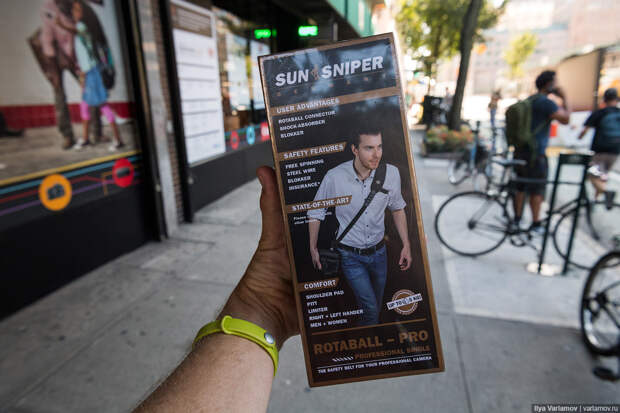 SUN SNIPER
USER ADVANTAGES
ROTABALL CONNECTOR
SHOCK-ABSORBER
BLOKKER
SAFETY FEATURES
FREE SPINNING
STEEL WIRE
BLOKKER
INSURANCE*
STATE-OF-THE-ART
COMFORT
SHOULDER PAD
PITT
LIMITER
RIGHT + LEFT HANDER
MEN + WOMEN
ROTABALL – PRO
PROFESSIONAL SINGLE
THE SAFETY BELT FOR YOUR PROFESSIONAL CAMERA
Ilya Varlamov | varlamov.ru